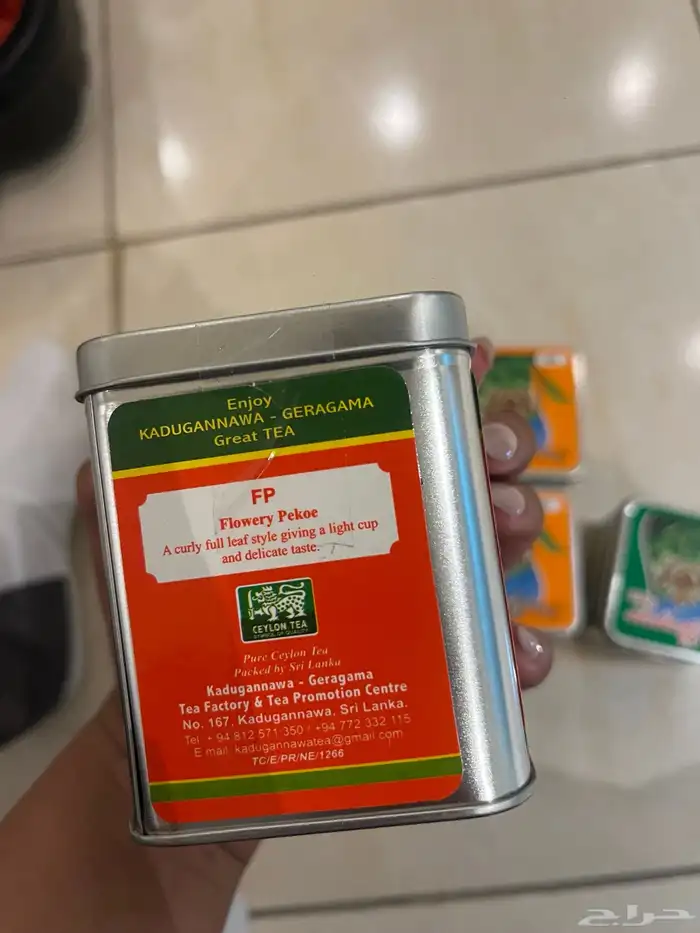 Enjoy
KADUGANNAWA - GERAGAMA
Great TEA
FP
Flowery Pekoe
A curly full leaf style giving a light cup
and delicate taste.
CEYLON TEA
SYMBOL OF QUALITY
Pure Ceylon Tea
Packed by Sri Lanka
Kadugannawa - Geragama
Tea Factory & Tea Promotion Centre
No. 167, Kadugannawa, Sri Lanka.
Tel : + 94 812 571 350 / +94 772 332 115
E mail: kadugannawatea@gmail.com
TC/E/PR/NE/1266
حراج